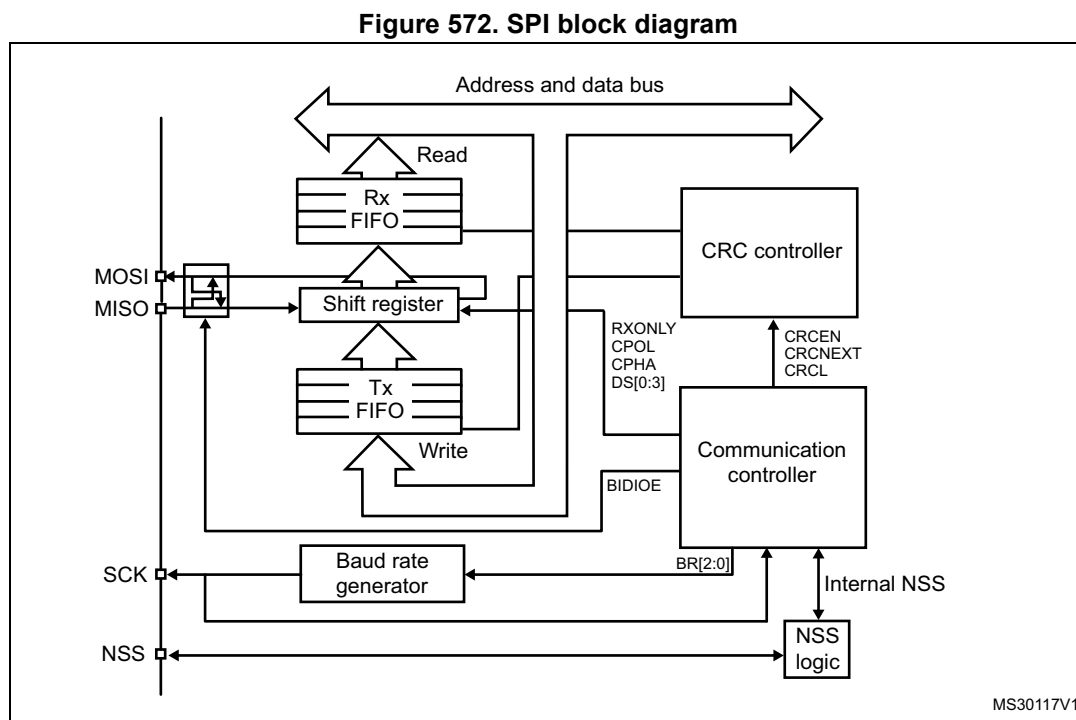 Figure 572. SPI block diagram
Address and data bus
Read
Rx
FIFO
CRC controller
MOSI
MISO
Shift register
RXONLY
CPOL
CPHA
DS[0:3]
CRCEN
CRCNEXT
CRCL
Tx
FIFO
Write
Communication
controller
BIDIOE
SCK
Baud rate
generator
BR[2:0]
Internal NSS
NSS
NSS
logic
MS30117V1